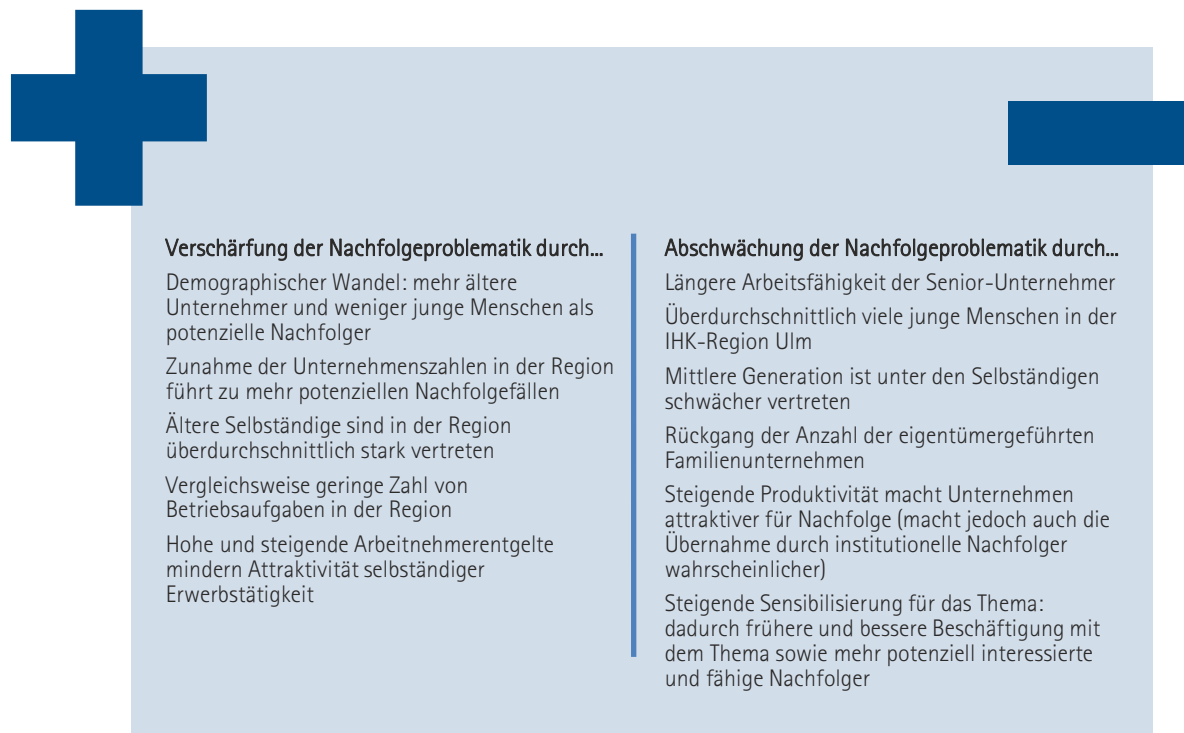 Verschärfung der Nachfolgeproblematik durch...
Demographischer Wandel: mehr ältere
Unternehmer und weniger junge Menschen als
potenzielle Nachfolger
Zunahme der Unternehmenszahlen in der Region
führt zu mehr potenziellen Nachfolgefällen
Ältere Selbständige sind in der Region
überdurchschnittlich stark vertreten
Vergleichsweise geringe Zahl von
Betriebsaufgaben in der Region
Hohe und steigende Arbeitnehmerentgelte
mindern Attraktivität selbständiger
Erwerbstätigkeit
Abschwächung der Nachfolgeproblematik durch...
Längere Arbeitsfähigkeit der Senior-Unternehmer
Überdurchschnittlich viele junge Menschen in der
IHK-Region Ulm
Mittlere Generation ist unter den Selbständigen
schwächer vertreten
Rückgang der Anzahl der eigentümergeführten
Familienunternehmen
Steigende Produktivität macht Unternehmen
attraktiver für Nachfolge (macht jedoch auch die
Übernahme durch institutionelle Nachfolger
wahrscheinlicher)
Steigende Sensibilisierung für das Thema:
dadurch frühere und bessere Beschäftigung mit
dem Thema sowie mehr potenziell interessierte
und fähige Nachfolger